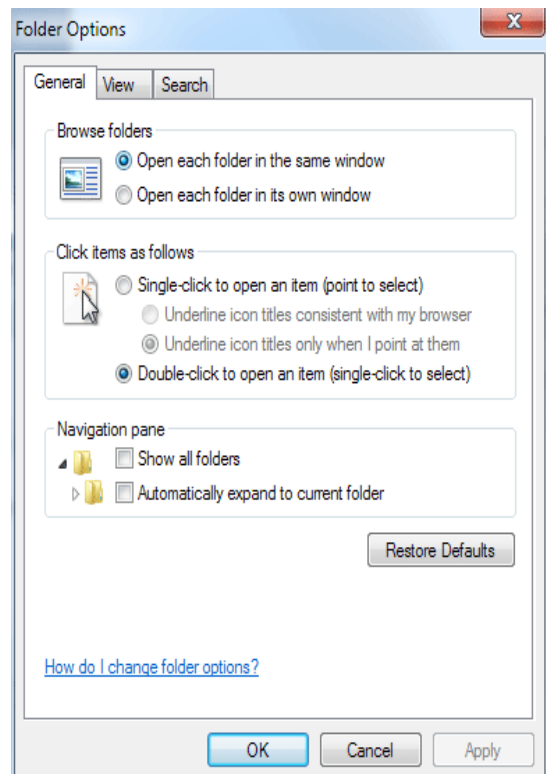 Folder Options
General
View
Search
Browse folders
Open each folder in the same window
Open each folder in its own window
Click items as follows
Single-click to open an item (point to select)
Underline icon titles consistent with my browser
Underline icon titles only when I point at them
Double-click to open an item (single-click to select)
Navigation pane
Show all folders
Automatically expand to current folder
Restore Defaults
How do I change folder options?
OK
Cancel
Apply